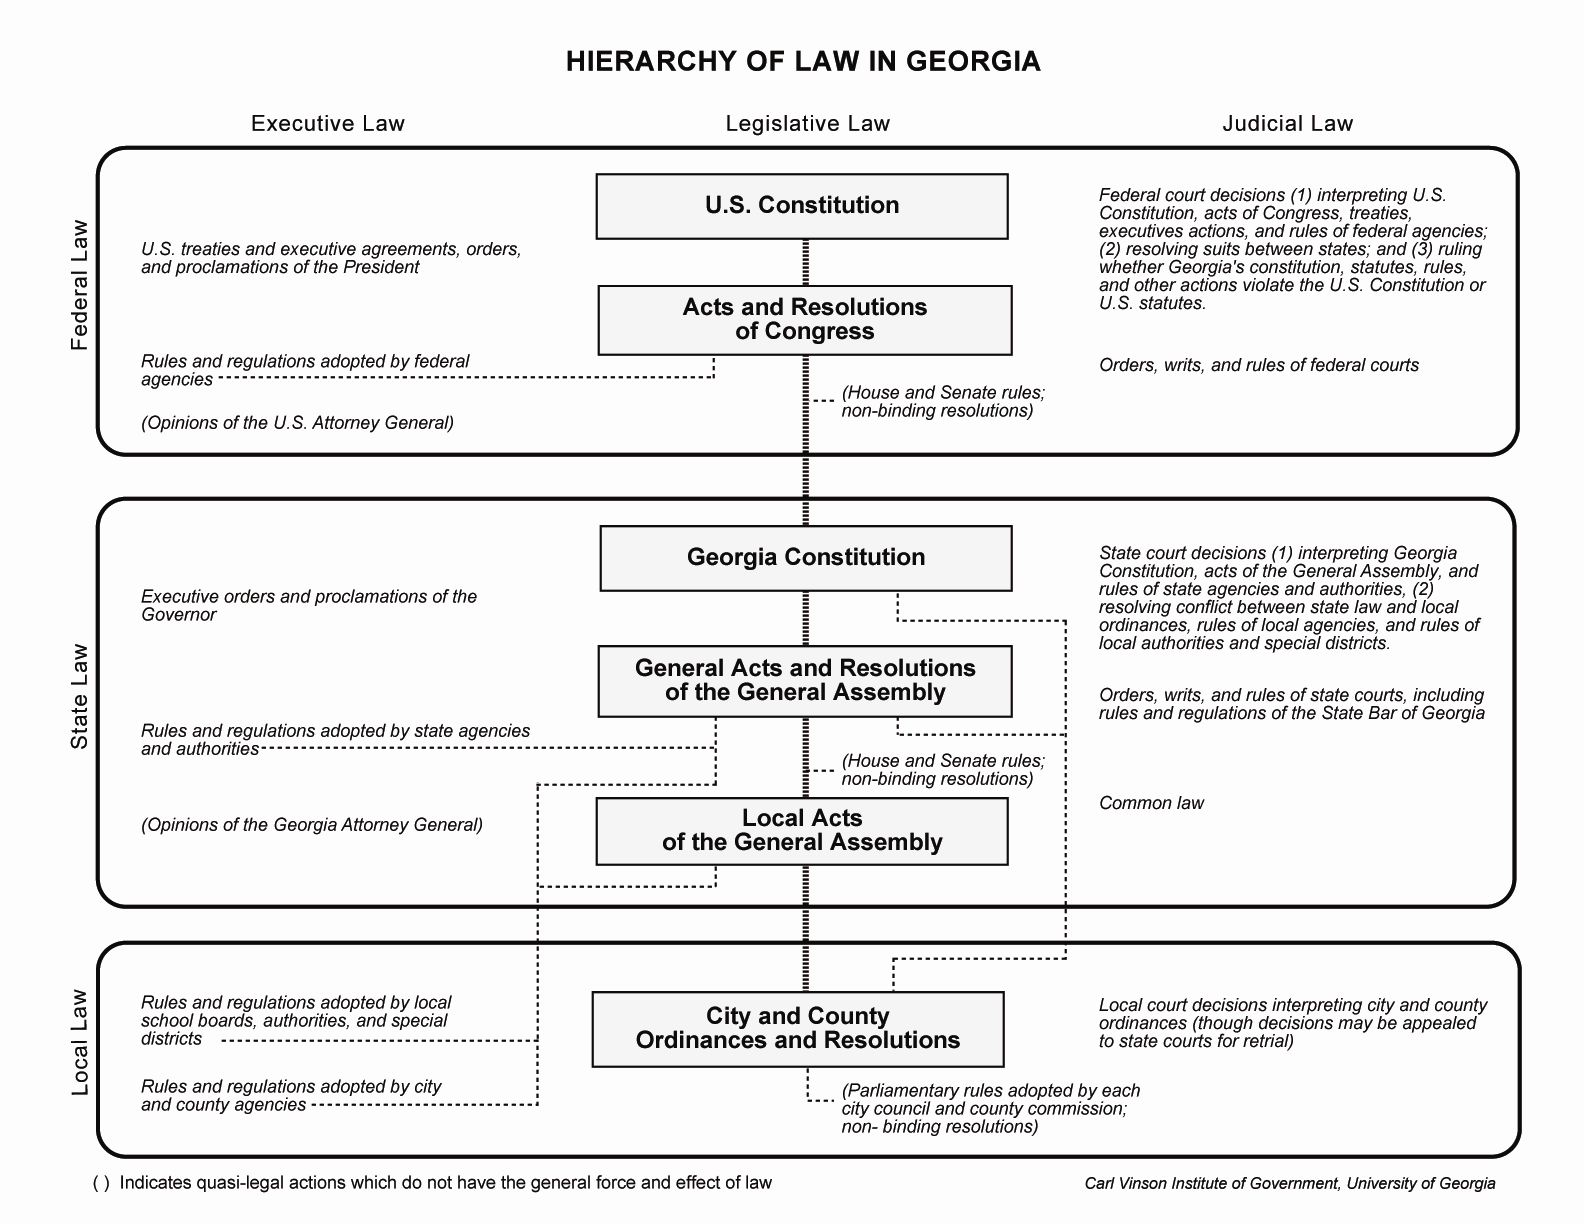 HIERARCHY OF LAW IN GEORGIA
Executive Law
Legislative Law
Judicial Law
Federal Law
U.S. Constitution
U.S. treaties and executive agreements, orders,
and proclamations of the President
Federal court decisions (1) interpreting U.S.
Constitution, acts of Congress, treaties,
executives actions, and rules of federal agencies;
(2) resolving suits between states; and (3) ruling
whether Georgia's constitution, statutes, rules,
and other actions violate the U.S. Constitution or
U.S. statutes.
Acts and Resolutions
of Congress
Rules and regulations adopted by federal
agencies
(House and Senate rules;
non-binding resolutions)
Orders, writs, and rules of federal courts
(Opinions of the U.S. Attorney General)
State Law
Georgia Constitution
Executive orders and proclamations of the
Governor
State court decisions (1) interpreting Georgia
Constitution, acts of the General Assembly, and
rules of state agencies and authorities, (2)
resolving conflict between state law and local
ordinances, rules of local agencies, and rules of
local authorities and special districts.
General Acts and Resolutions
of the General Assembly
Rules and regulations adopted by state agencies
and authorities
(House and Senate rules;
non-binding resolutions)
Orders, writs, and rules of state courts, including
rules and regulations of the State Bar of Georgia
Local Acts
of the General Assembly
(Opinions of the Georgia Attorney General)
Common law
Local Law
Rules and regulations adopted by local
school boards, authorities, and special
districts
City and County
Ordinances and Resolutions
Local court decisions interpreting city and county
ordinances (though decisions may be appealed
to state courts for retrial)
Rules and regulations adopted by city
and county agencies
(Parliamentary rules adopted by each
city council and county commission;
non- binding resolutions)
( ) Indicates quasi-legal actions which do not have the general force and effect of law
Carl Vinson Institute of Government, University of Georgia